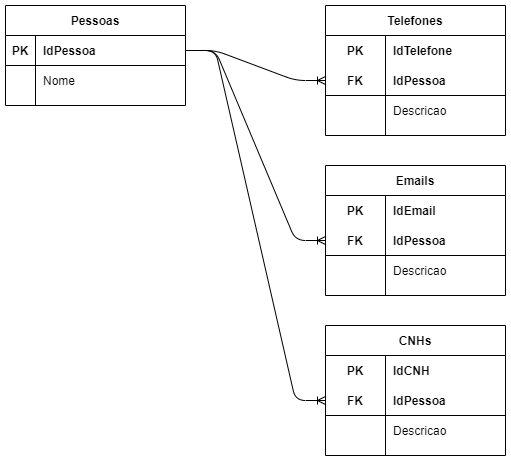 Pessoas
PK IdPessoa
Nome
Telefones
PK IdTelefone
FK IdPessoa
Descricao
Emails
PK IdEmail
FK IdPessoa
Descricao
CNHs
PK IdCNH
FK IdPessoa
Descricao